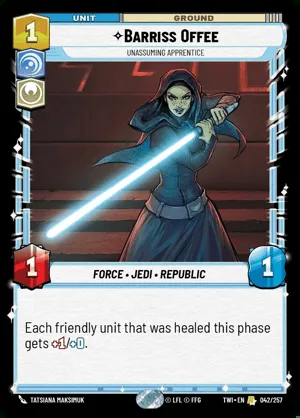 UNIT
GROUND
1
✧BARRISS OFFEE
UNASSUMING APPRENTICE
1
1
FORCE • JEDI • REPUBLIC
Each friendly unit that was healed this phase
gets +1/+0.
TATSIANA MAKSIMUK
© LFL © FFG
TWI • EN
042/257